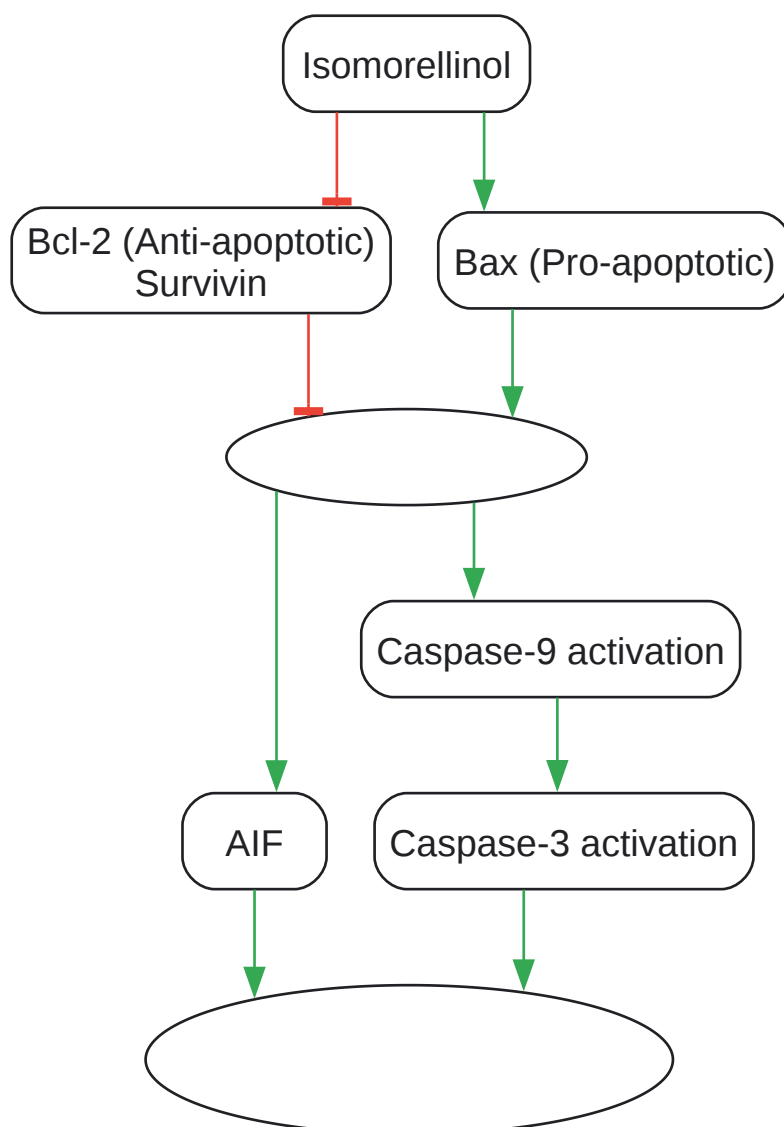 Isomorellinol
Bcl-2 (Anti-apoptotic)
Survivin
Bax (Pro-apoptotic)
Caspase-9 activation
AIF
Caspase-3 activation